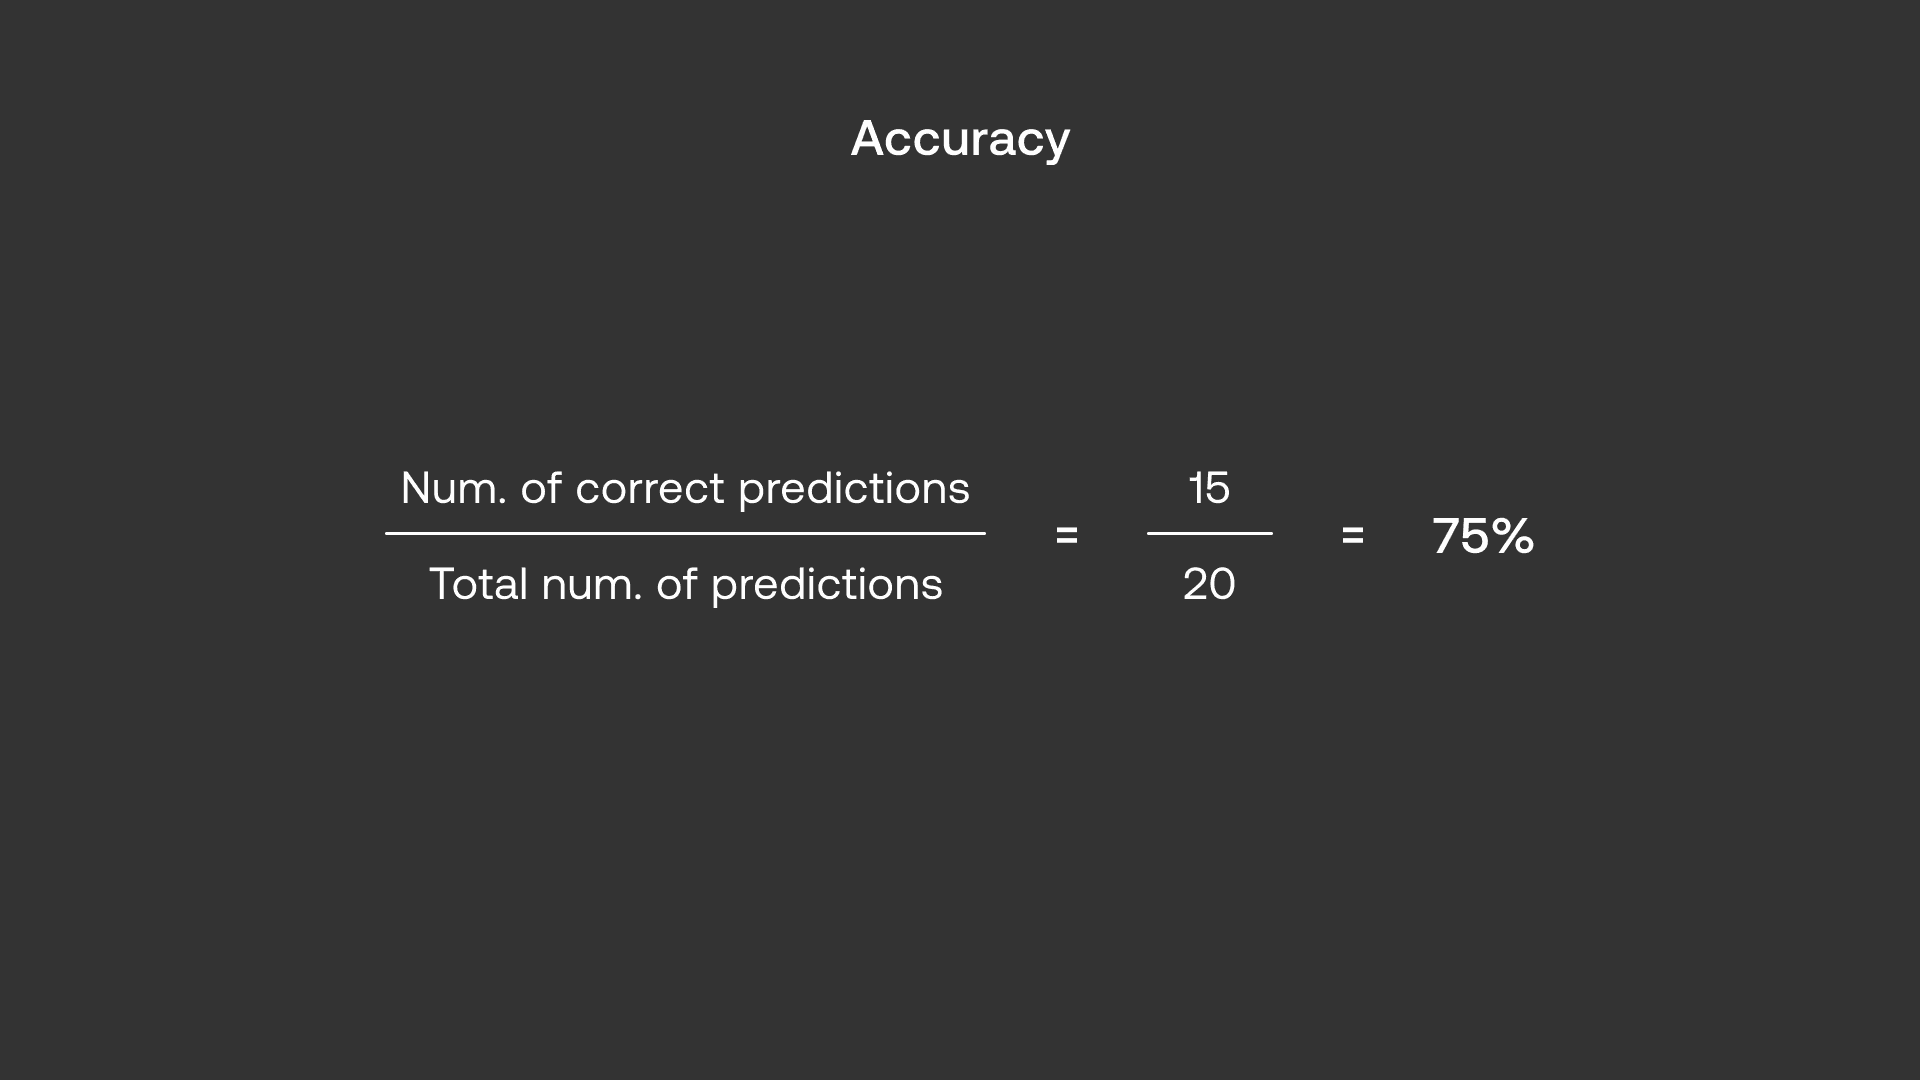 Accuracy
Num. of correct predictions
Total num. of predictions
=
15
20
=
75%